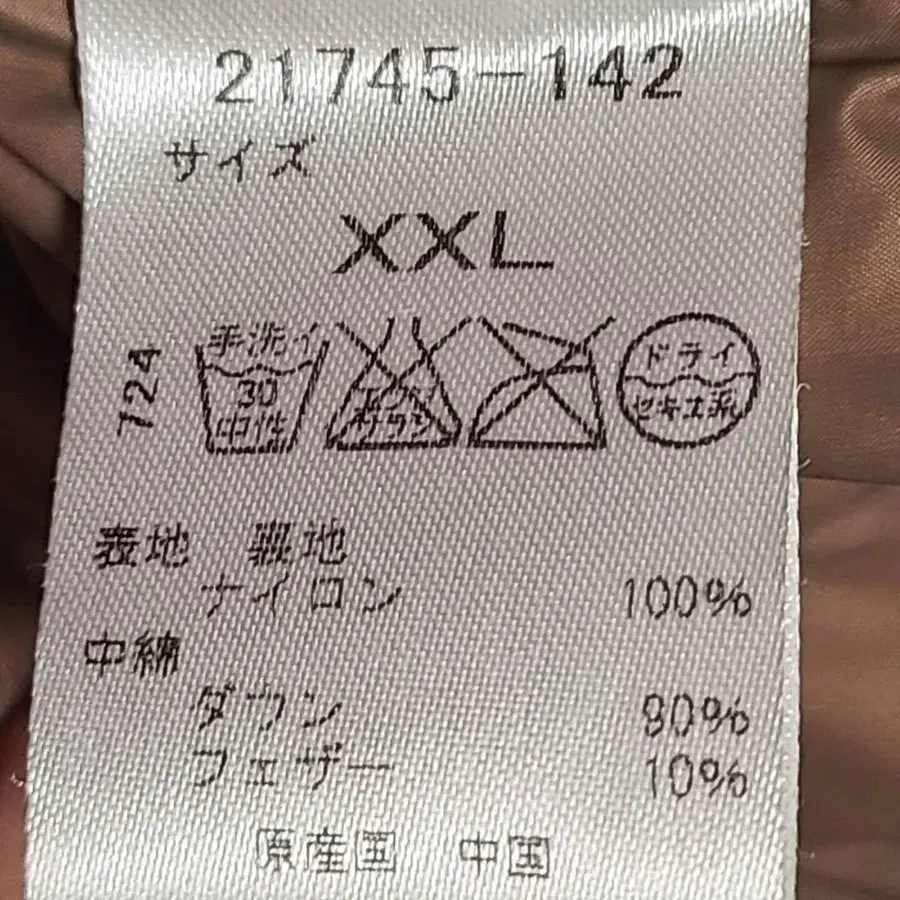 21745-142
サイズ
XXL
724
手洗イ
30
中性
エンソ
サラシ
ドライ
セキユ系
表地 裏地
ナイロン 100%
中綿
ダウン 90%
フェザー 10%
原産国 中国